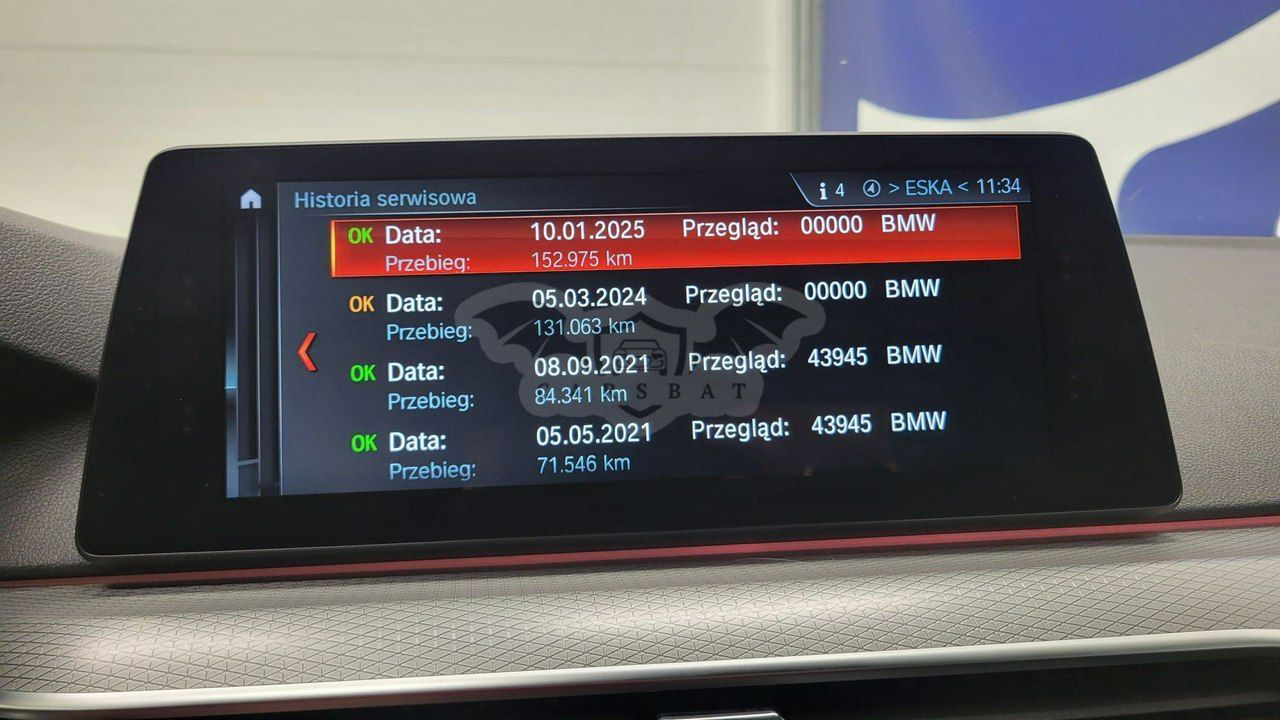 Historia serwisowa
i 4 > ESKA < 11:34
OK Data: 10.01.2025 Przegląd: 00000 BMW
Przebieg: 152.975 km
OK Data: 05.03.2024 Przegląd: 00000 BMW
Przebieg: 131.063 km
OK Data: 08.09.2021 Przegląd: 43945 BMW
Przebieg: 84.341 km
CARSBAT
OK Data: 05.05.2021 Przegląd: 43945 BMW
Przebieg: 71.546 km